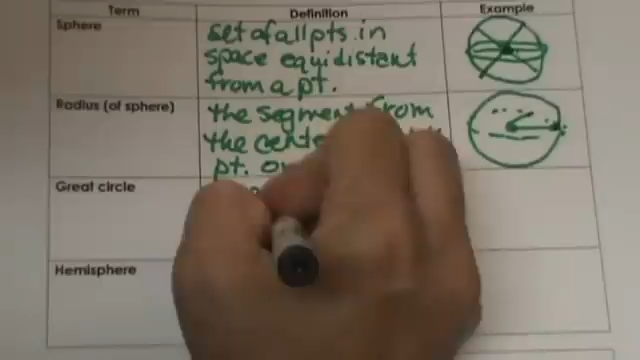 Term Definition Example
Sphere
set of all pts. in
space equidistant
from a pt.
Radius (of sphere)
the segment from
the
pt.
Great circle
Hemisphere